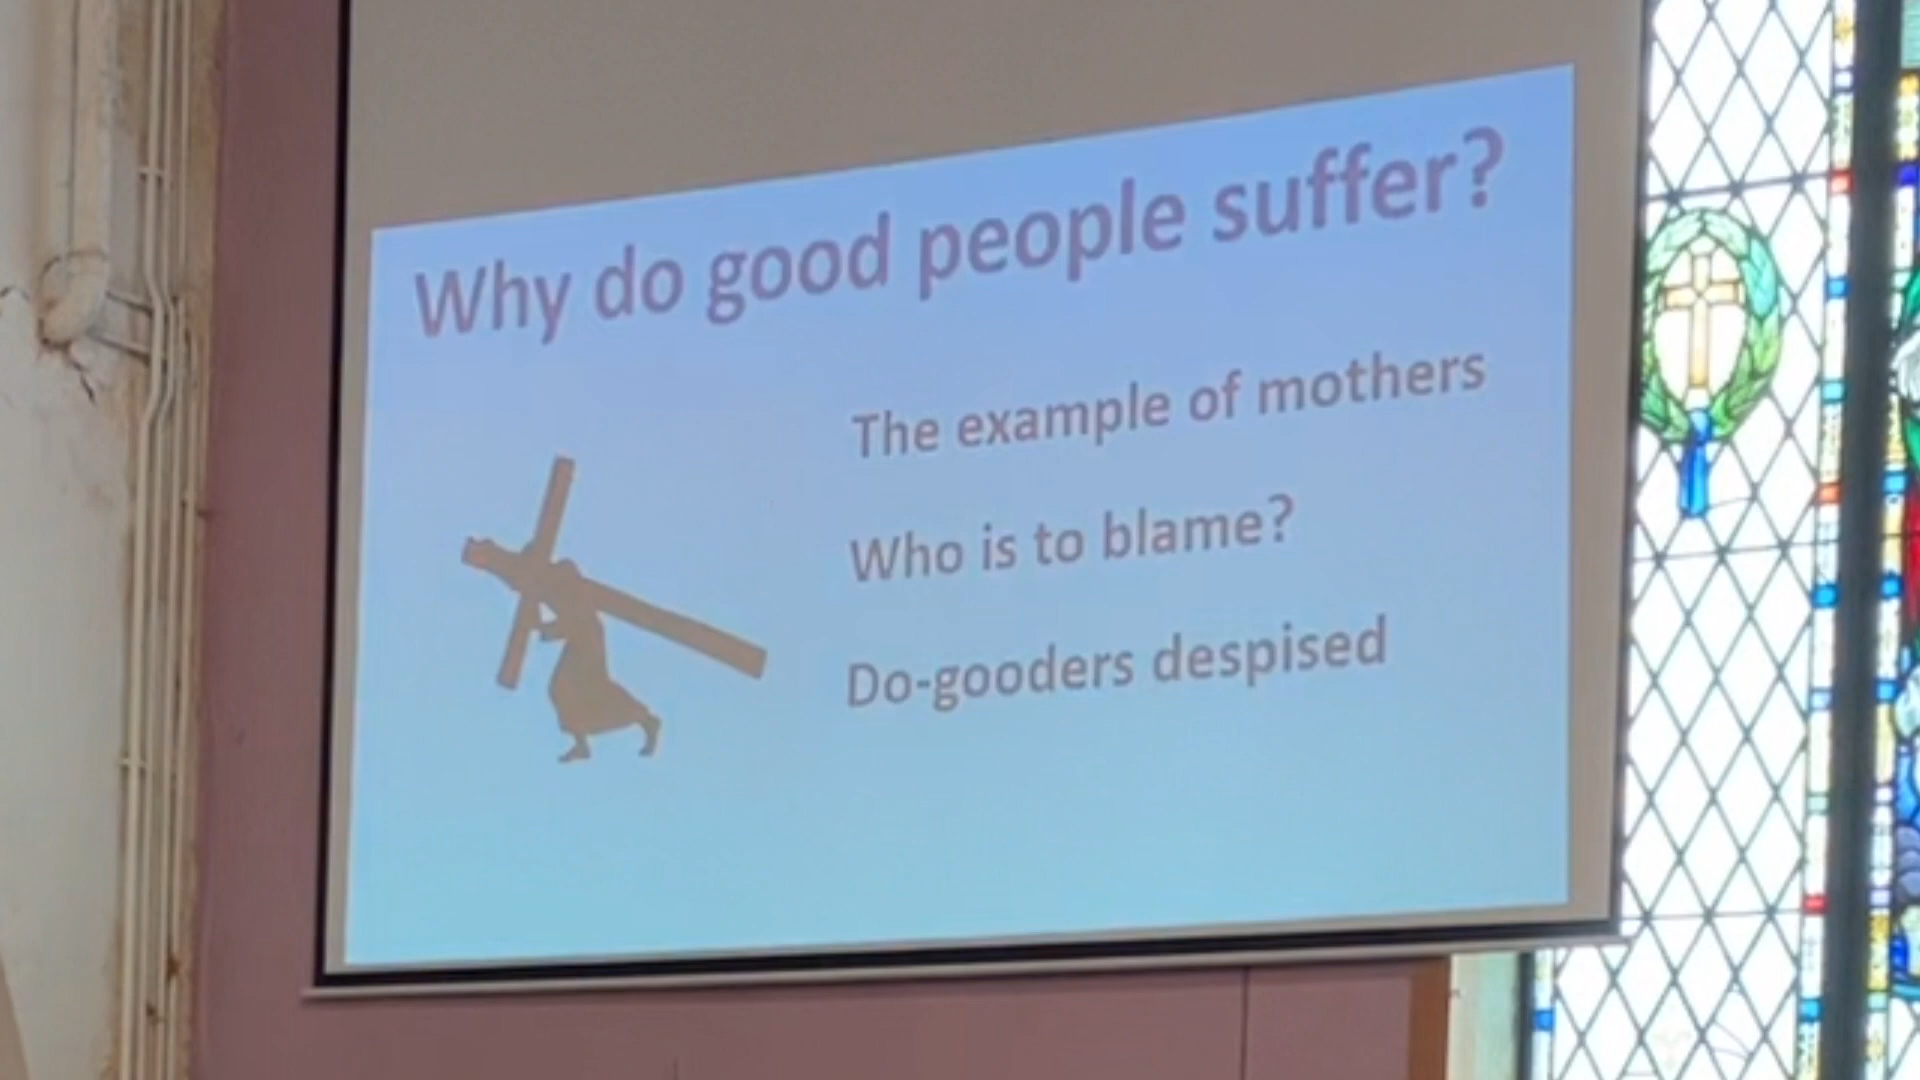 Why do good people suffer?
The example of mothers
Who is to blame?
Do-gooders despised